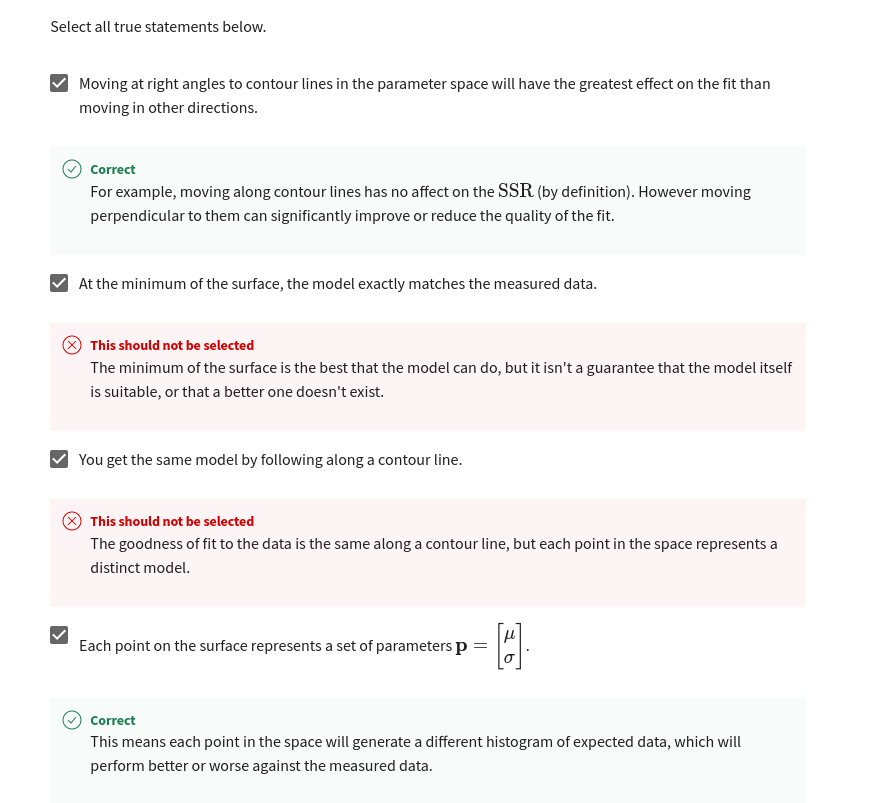 Select all true statements below.
Moving at right angles to contour lines in the parameter space will have the greatest effect on the fit than
moving in other directions.
Correct
For example, moving along contour lines has no affect on the SSR (by definition). However moving
perpendicular to them can significantly improve or reduce the quality of the fit.
At the minimum of the surface, the model exactly matches the measured data.
This should not be selected
The minimum of the surface is the best that the model can do, but it isn't a guarantee that the model itself
is suitable, or that a better one doesn't exist.
You get the same model by following along a contour line.
This should not be selected
The goodness of fit to the data is the same along a contour line, but each point in the space represents a
distinct model.
Each point on the surface represents a set of parameters p = [μ σ].
Correct
This means each point in the space will generate a different histogram of expected data, which will
perform better or worse against the measured data.